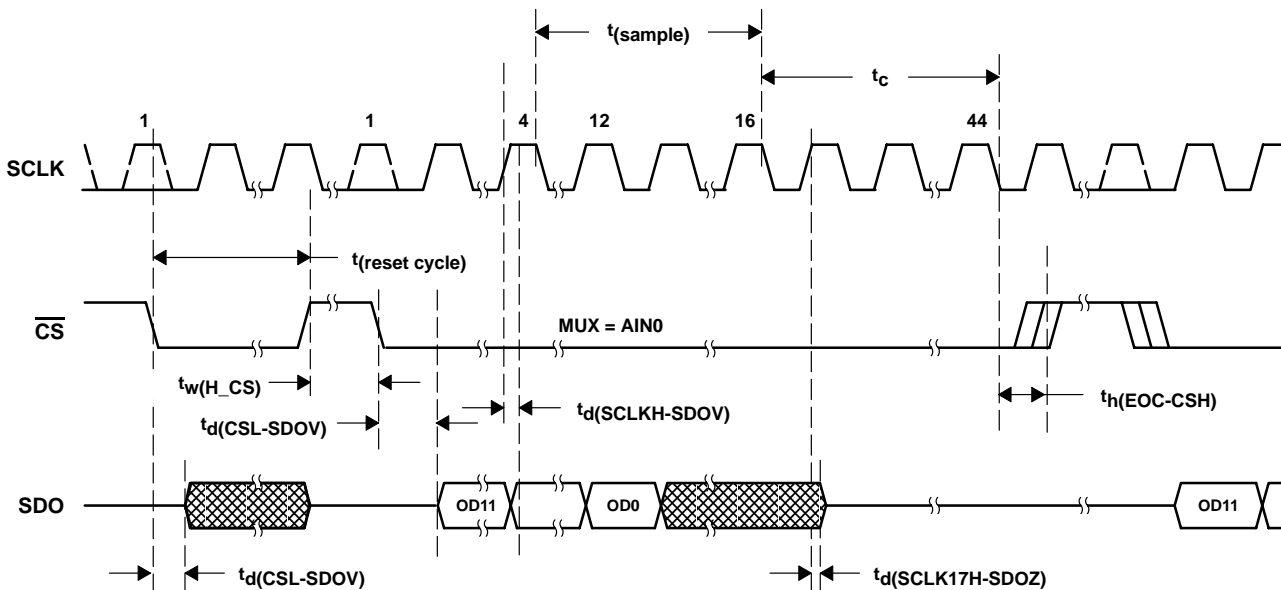 t(sample)
tc
1 1 4 12 16 44
SCLK
t(reset cycle)
CS
MUX = AIN0
tw(H_CS)
td(SCLKH-SDOV)
th(EOC-CSH)
td(CSL-SDOV)
SDO
OD11 OD0 OD11
td(CSL-SDOV)
td(SCLK17H-SDOZ)